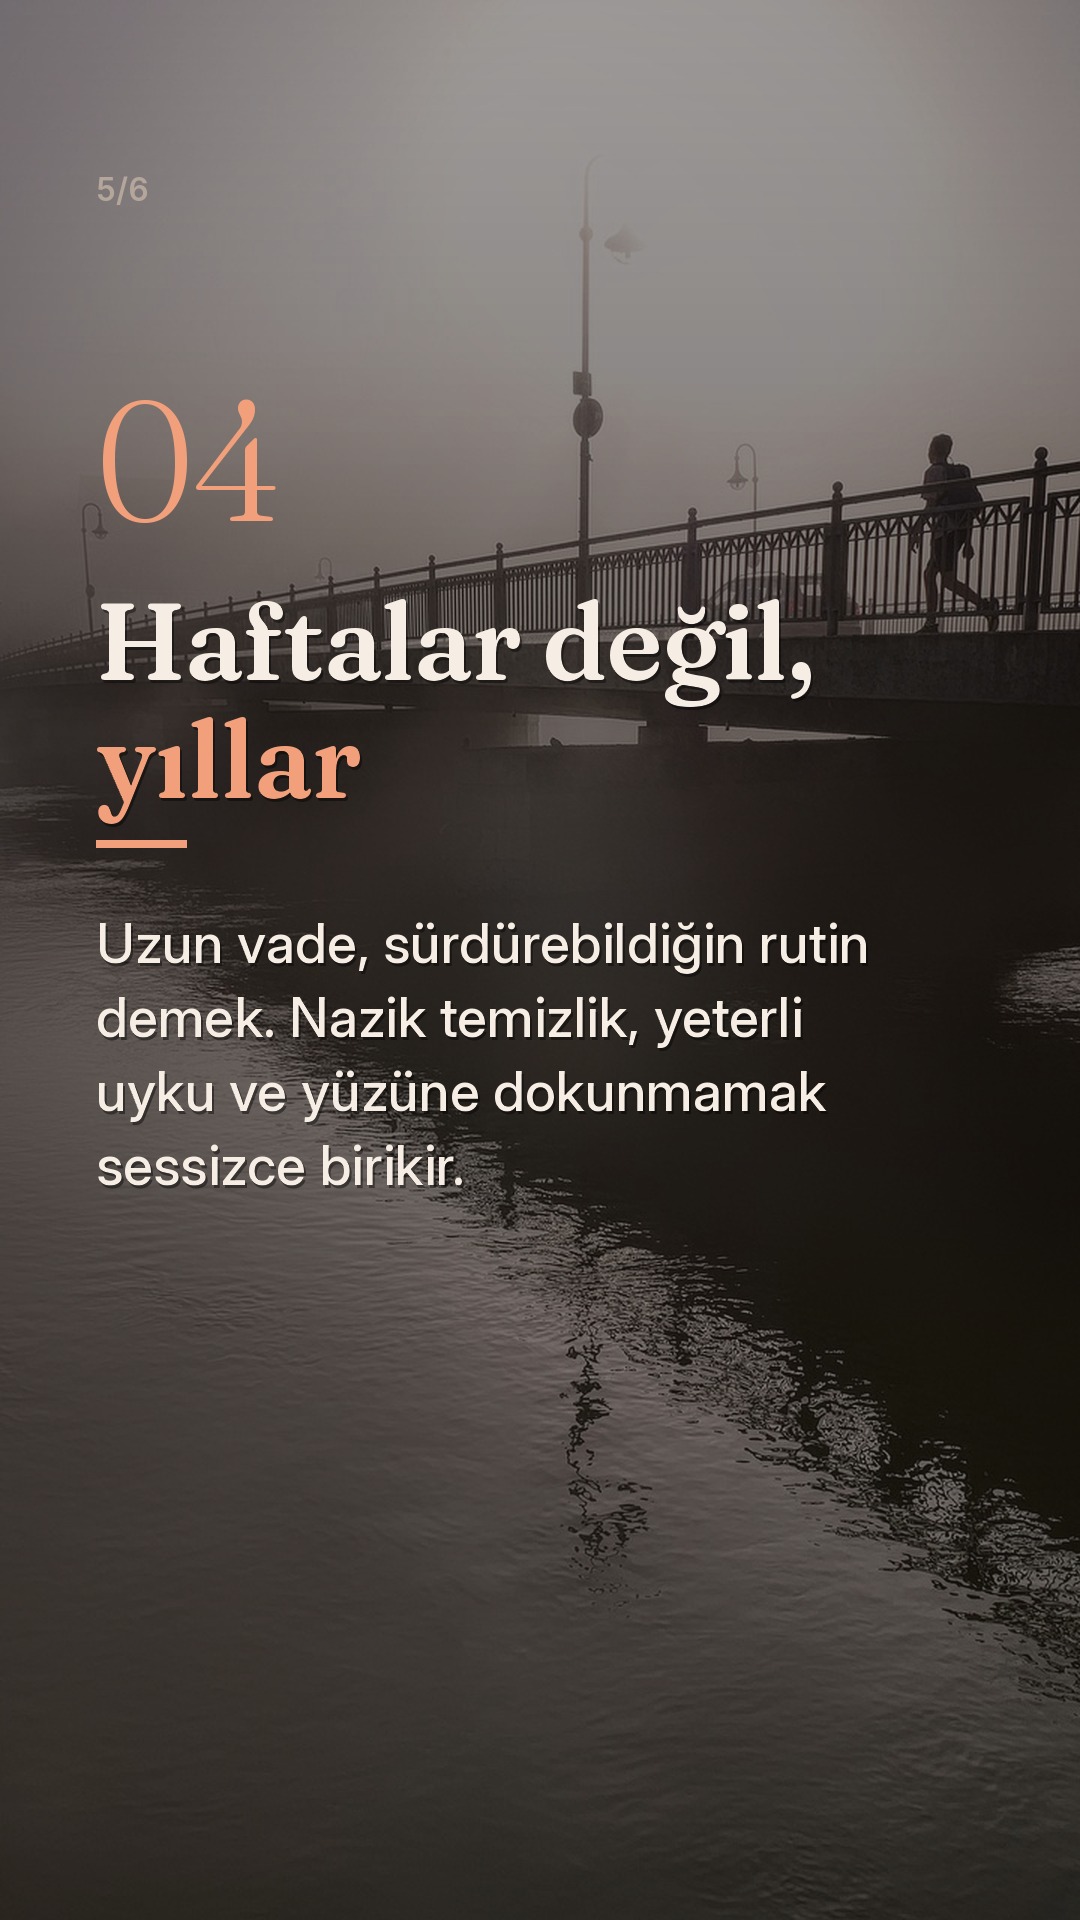 5/6
04
Haftalar değil,
yıllar
Uzun vade, sürdürebildiğin rutin
demek. Nazik temizlik, yeterli
uyku ve yüzüne dokunmamak
sessizce birikir.